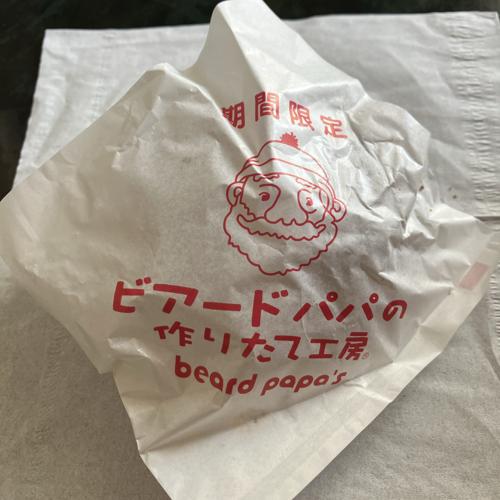 期間限定
ビアードパパの
作りたて工房®
beard papa's